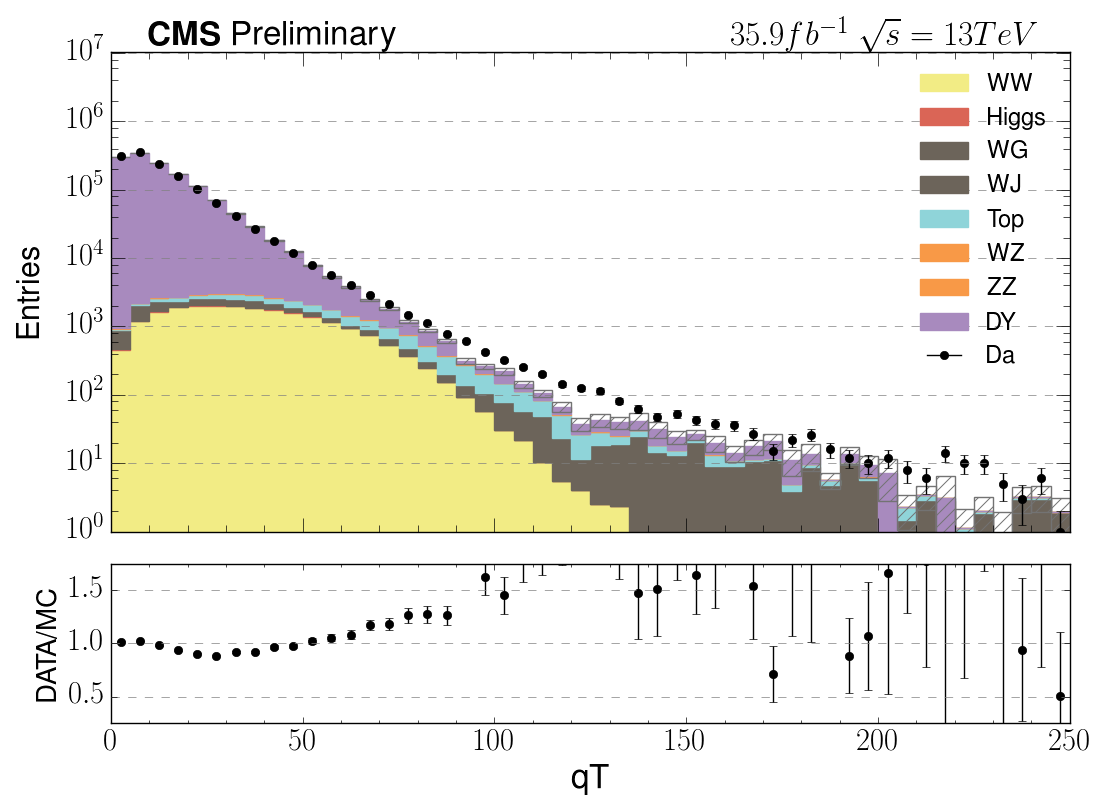 CMS Preliminary 35.9fb⁻¹ √s = 13TeV
10⁷
10⁶
10⁵
10⁴
10³
10²
10¹
10⁰
Entries
WW
Higgs
WG
WJ
Top
WZ
ZZ
DY
Da
1.5
1.0
0.5
DATA/MC
0 50 100 150 200 250
qT